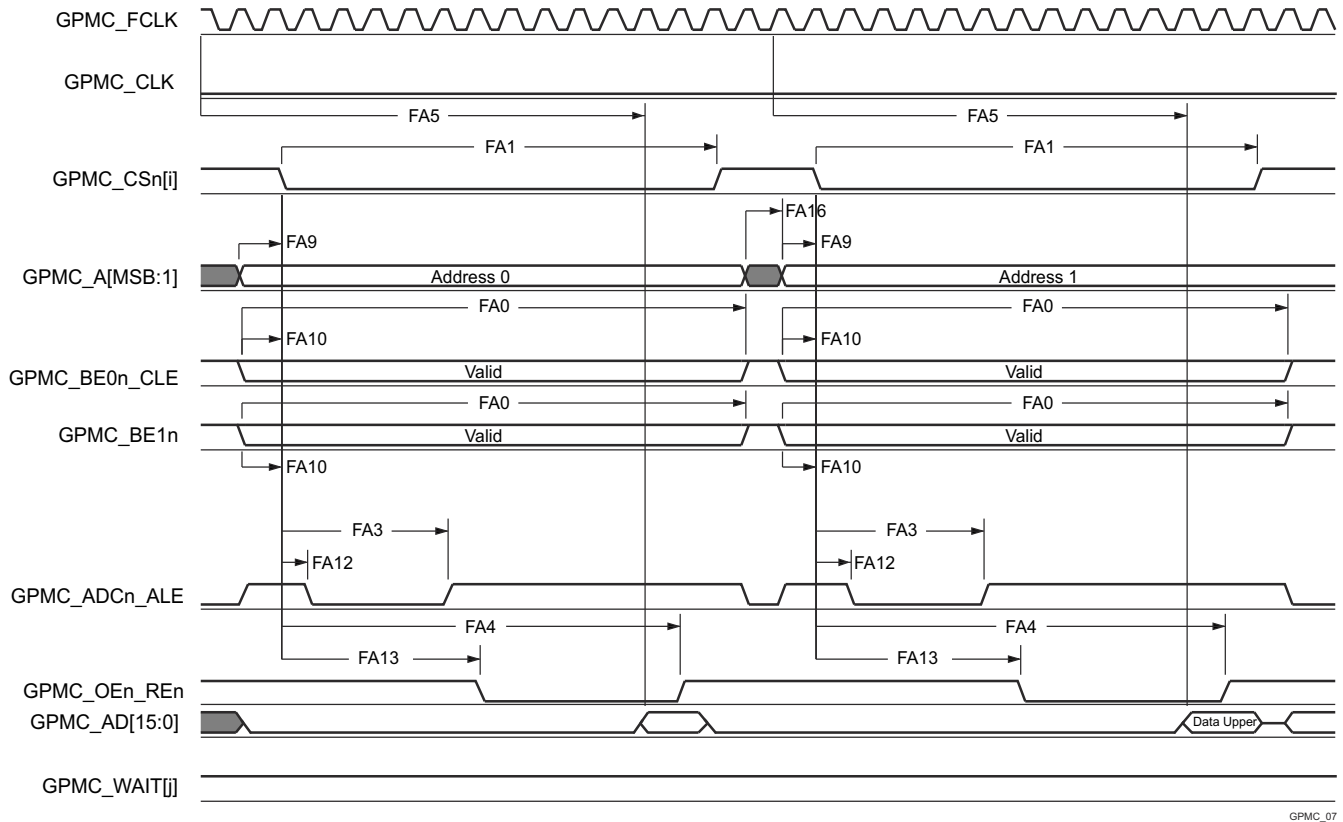 GPMC_FCLK
GPMC_CLK
FA5 FA5
FA1 FA1
GPMC_CSn[i]
FA16
FA9 FA9
GPMC_A[MSB:1] Address 0 Address 1
FA0 FA0
FA10 FA10
GPMC_BE0n_CLE Valid Valid
FA0 FA0
GPMC_BE1n Valid Valid
FA10 FA10
FA3 FA3
FA12 FA12
GPMC_ADCn_ALE
FA4 FA4
FA13 FA13
GPMC_OEn_REn
GPMC_AD[15:0] Data Upper
GPMC_WAIT[j]
GPMC_07